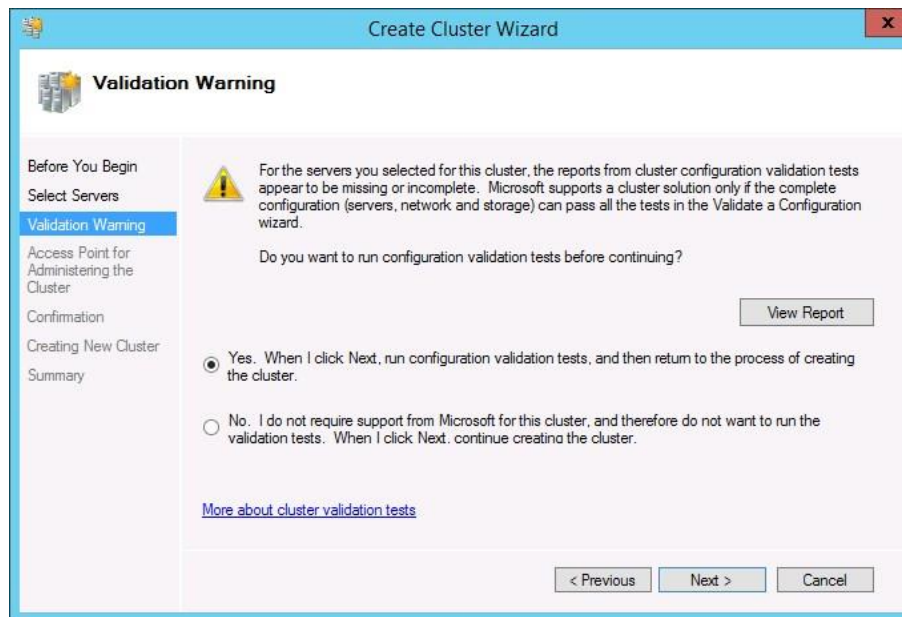 Create Cluster Wizard
x
Validation Warning
Before You Begin
Select Servers
Validation Warning
Access Point for
Administering the
Cluster
Confirmation
Creating New Cluster
Summary
For the servers you selected for this cluster, the reports from cluster configuration validation tests
appear to be missing or incomplete. Microsoft supports a cluster solution only if the complete
configuration (servers, network and storage) can pass all the tests in the Validate a Configuration
wizard.
Do you want to run configuration validation tests before continuing?
View Report
Yes. When I click Next, run configuration validation tests, and then return to the process of creating
the cluster.
No. I do not require support from Microsoft for this cluster, and therefore do not want to run the
validation tests. When I click Next, continue creating the cluster.
More about cluster validation tests
< Previous
Next >
Cancel